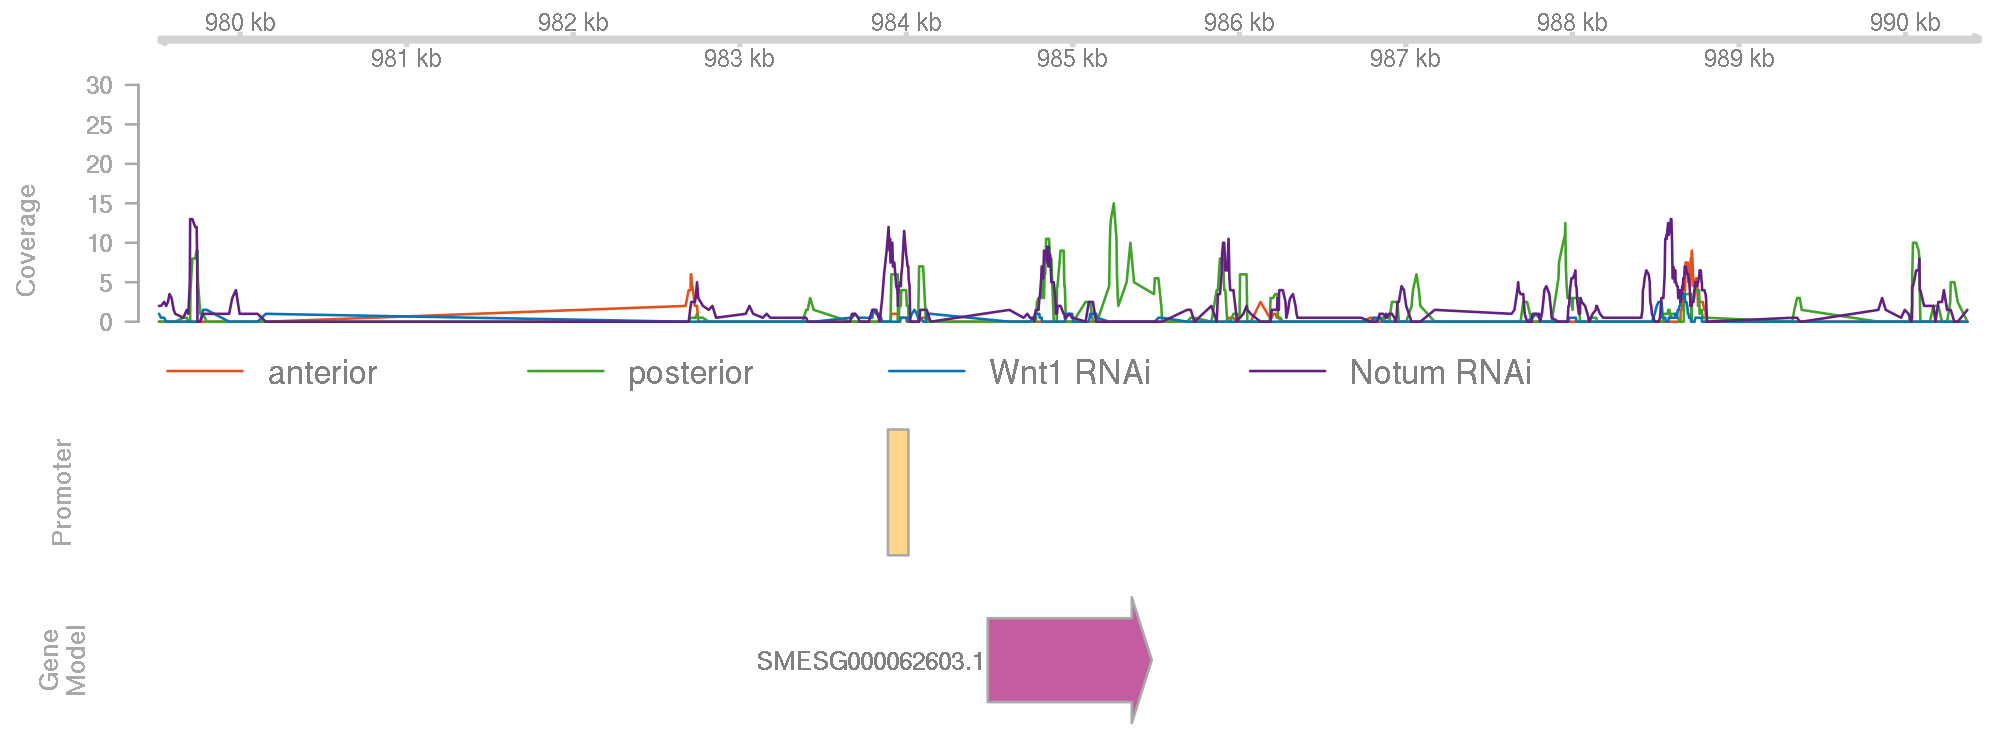 980 kb 982 kb 984 kb 986 kb 988 kb 990 kb
981 kb 983 kb 985 kb 987 kb 989 kb
30
25
20
15
10
5
0
Coverage
anterior posterior Wnt1 RNAi Notum RNAi
Promoter
Gene
Model
SMESG000062603.1